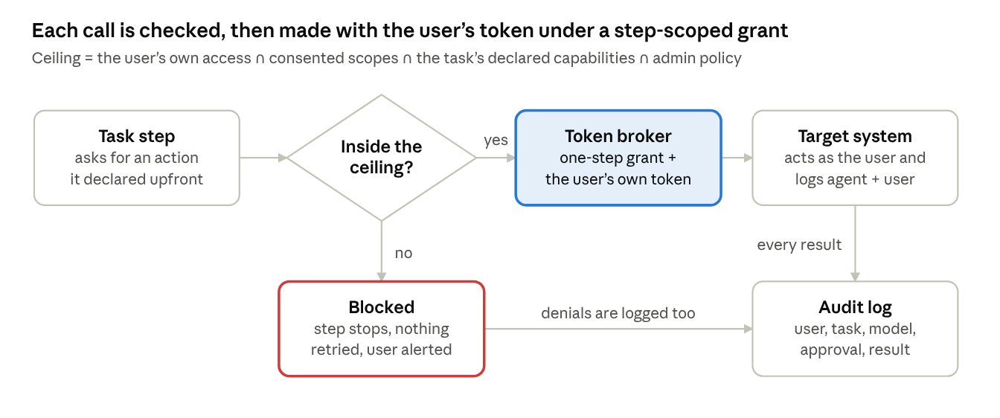 Each call is checked, then made with the user’s token under a step-scoped grant
Ceiling = the user’s own access ∩ consented scopes ∩ the task’s declared capabilities ∩ admin policy
Task step
asks for an action
it declared upfront
Inside the
ceiling?
yes
Token broker
one-step grant +
the user’s own token
Target system
acts as the user and
logs agent + user
no
every result
Blocked
step stops, nothing
retried, user alerted
denials are logged too
Audit log
user, task, model,
approval, result